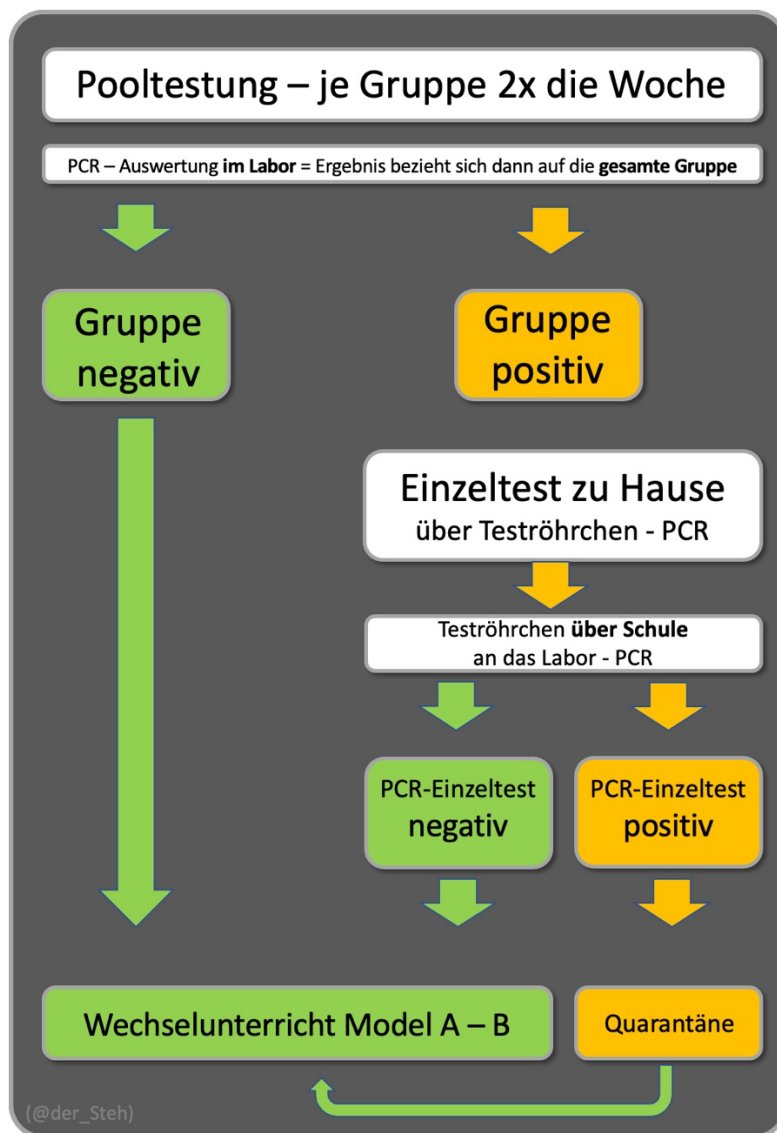 Pooltestung – je Gruppe 2x die Woche
PCR – Auswertung im Labor = Ergebnis bezieht sich dann auf die gesamte Gruppe
Gruppe
negativ
Gruppe
positiv
Einzeltest zu Hause
über Teströhrchen - PCR
Teströhrchen über Schule
an das Labor - PCR
PCR-Einzeltest
negativ
PCR-Einzeltest
positiv
Wechselunterricht Model A – B
Quarantäne
(@der_Steh)